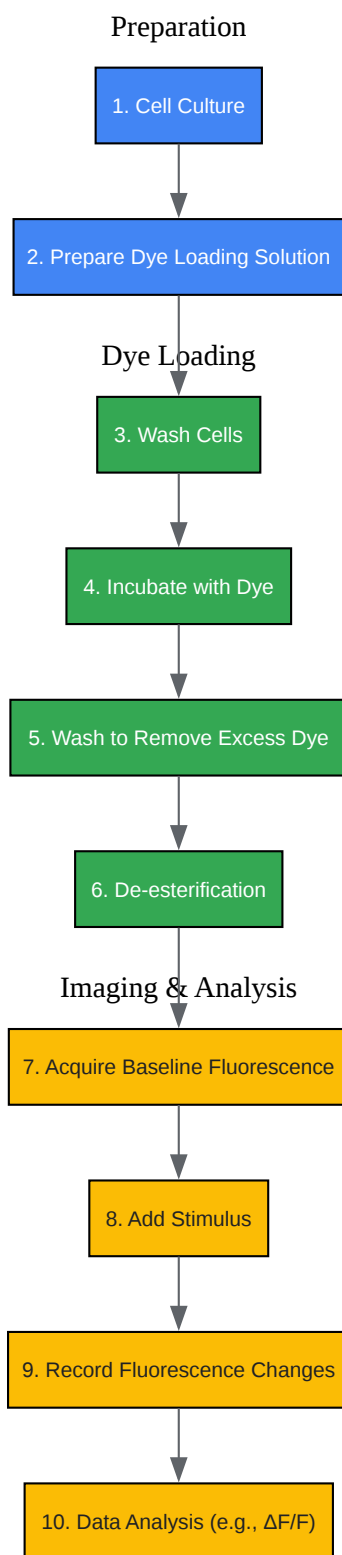 Preparation
1. Cell Culture
2. Prepare Dye Loading Solution
Dye Loading
3. Wash Cells
4. Incubate with Dye
5. Wash to Remove Excess Dye
6. De-esterification
Imaging & Analysis
7. Acquire Baseline Fluorescence
8. Add Stimulus
9. Record Fluorescence Changes
10. Data Analysis (e.g., ΔF/F)